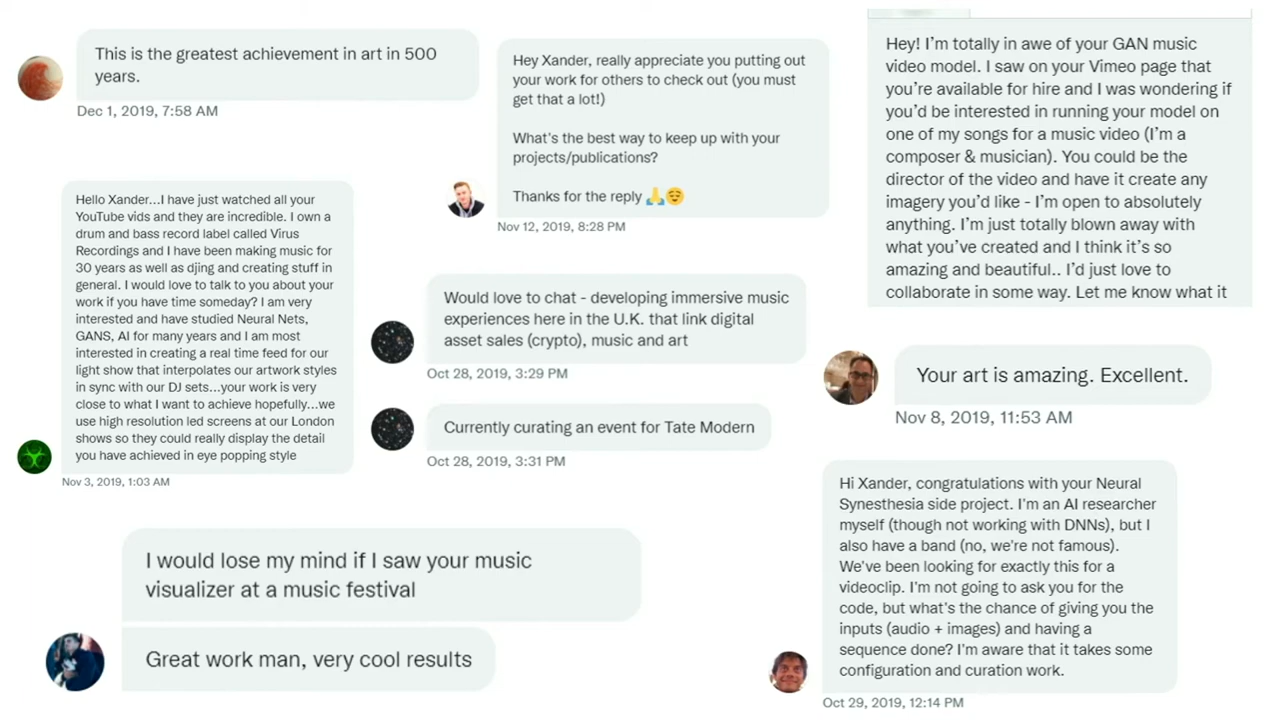 This is the greatest achievement in art in 500
years.
Dec 1, 2019, 7:58 AM
Hello Xander...I have just watched all your
YouTube vids and they are incredible. I own a
drum and bass record label called Virus
Recordings and I have been making music for
30 years as well as djing and creating stuff in
general. I would love to talk to you about your
work if you have time someday? I am very
interested and have studied Neural Nets,
GANS, AI for many years and I am most
interested in creating a real time feed for our
light show that interpolates our artwork styles
in sync with our DJ sets...your work is very
close to what I want to achieve hopefully...we
use high resolution led screens at our London
shows so they could really display the detail
you have achieved in eye popping style
Nov 3, 2019, 1:03 AM
Hey Xander, really appreciate you putting out
your work for others to check out (you must
get that a lot!)
What's the best way to keep up with your
projects/publications?
Thanks for the reply 🙏😌
Nov 12, 2019, 8:28 PM
Would love to chat - developing immersive music
experiences here in the U.K. that link digital
asset sales (crypto), music and art
Oct 28, 2019, 3:29 PM
Currently curating an event for Tate Modern
Oct 28, 2019, 3:31 PM
I would lose my mind if I saw your music
visualizer at a music festival
Great work man, very cool results
Hey! I'm totally in awe of your GAN music
video model. I saw on your Vimeo page that
you're available for hire and I was wondering if
you'd be interested in running your model on
one of my songs for a music video (I'm a
composer & musician). You could be the
director of the video and have it create any
imagery you'd like - I'm open to absolutely
anything. I'm just totally blown away with
what you've created and I think it's so
amazing and beautiful.. I'd just love to
collaborate in some way. Let me know what it
Your art is amazing. Excellent.
Nov 8, 2019, 11:53 AM
Hi Xander, congratulations with your Neural
Synesthesia side project. I'm an AI researcher
myself (though not working with DNNs), but I
also have a band (no, we're not famous).
We've been looking for exactly this for a
videoclip. I'm not going to ask you for the
code, but what's the chance of giving you the
inputs (audio + images) and having a
sequence done? I'm aware that it takes some
configuration and curation work.
Oct 29, 2019, 12:14 PM